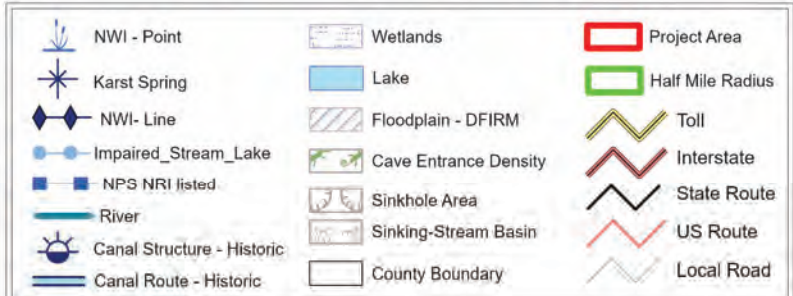 NWI - Point
Karst Spring
NWI- Line
Impaired_Stream_Lake
NPS NRI listed
River
Canal Structure - Historic
Canal Route - Historic
Wetlands
Lake
Floodplain - DFIRM
Cave Entrance Density
Sinkhole Area
Sinking-Stream Basin
County Boundary
Project Area
Half Mile Radius
Toll
Interstate
State Route
US Route
Local Road